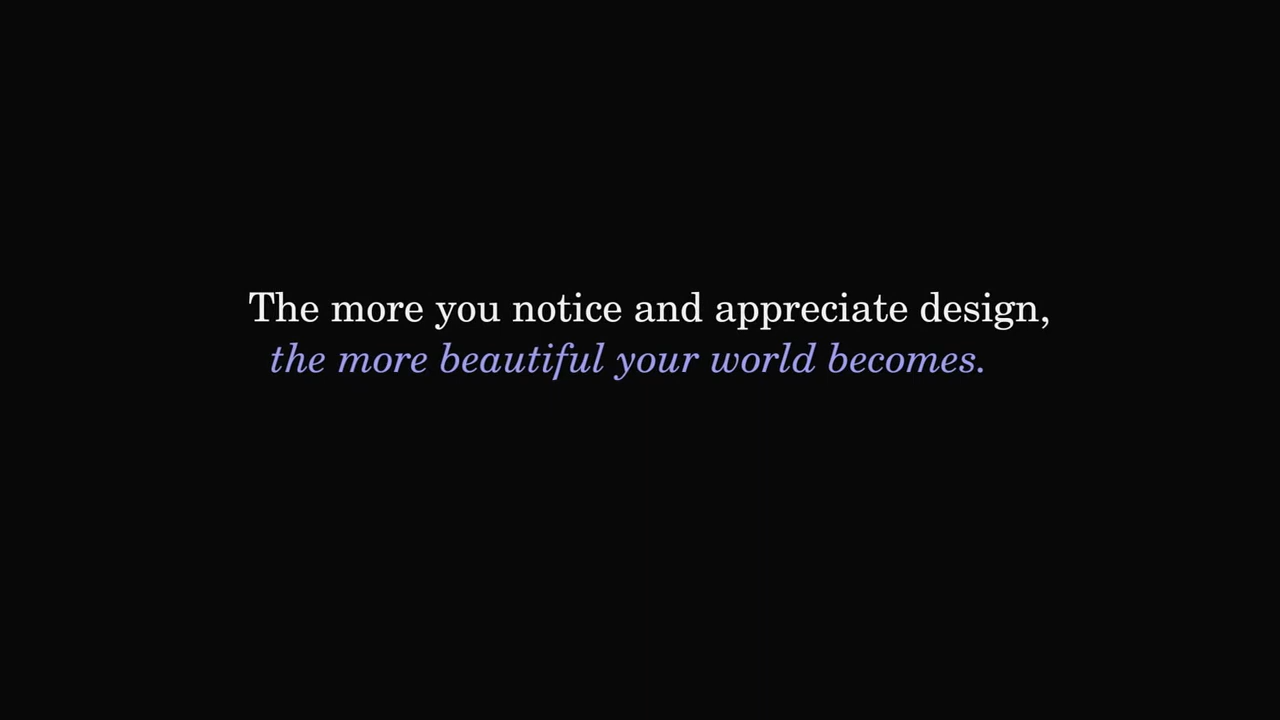 The more you notice and appreciate design,
the more beautiful your world becomes.